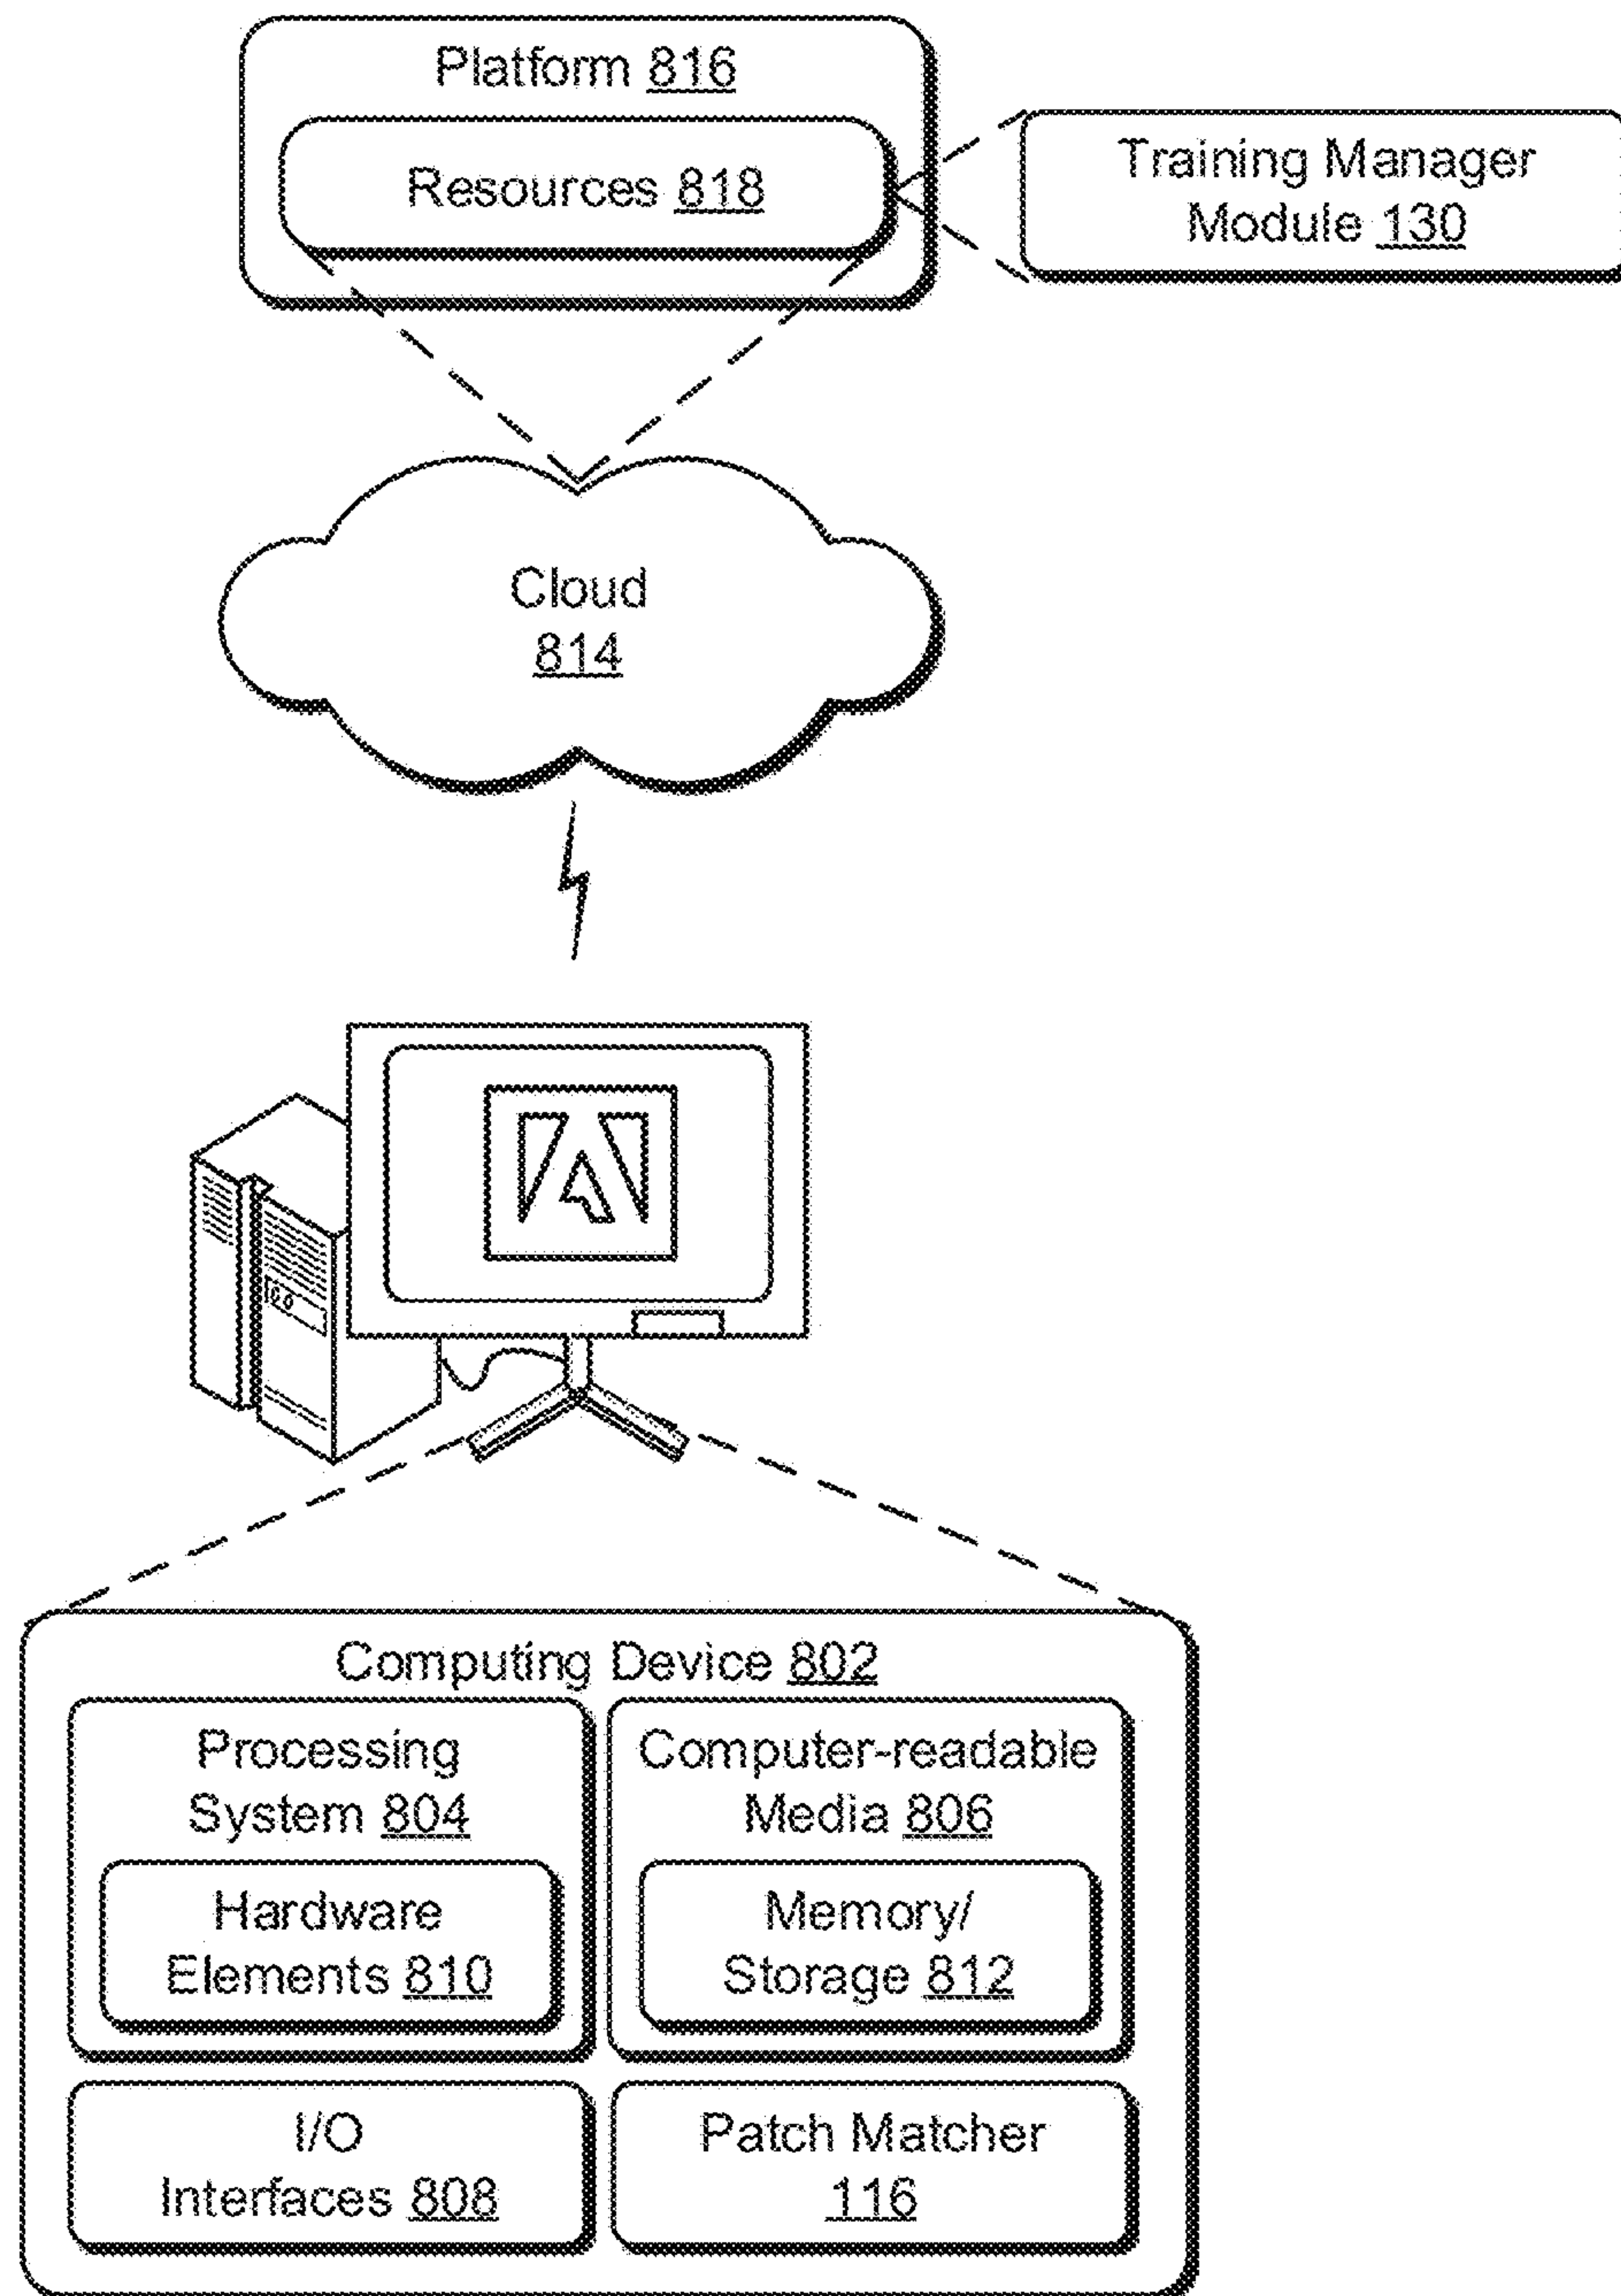 Platform 816
Resources 818
Training Manager
Module 130
Cloud
814
Computing Device 802
Processing
System 804
Hardware
Elements 810
Computer-readable
Media 806
Memory/
Storage 812
I/O
Interfaces 808
Patch Matcher
116